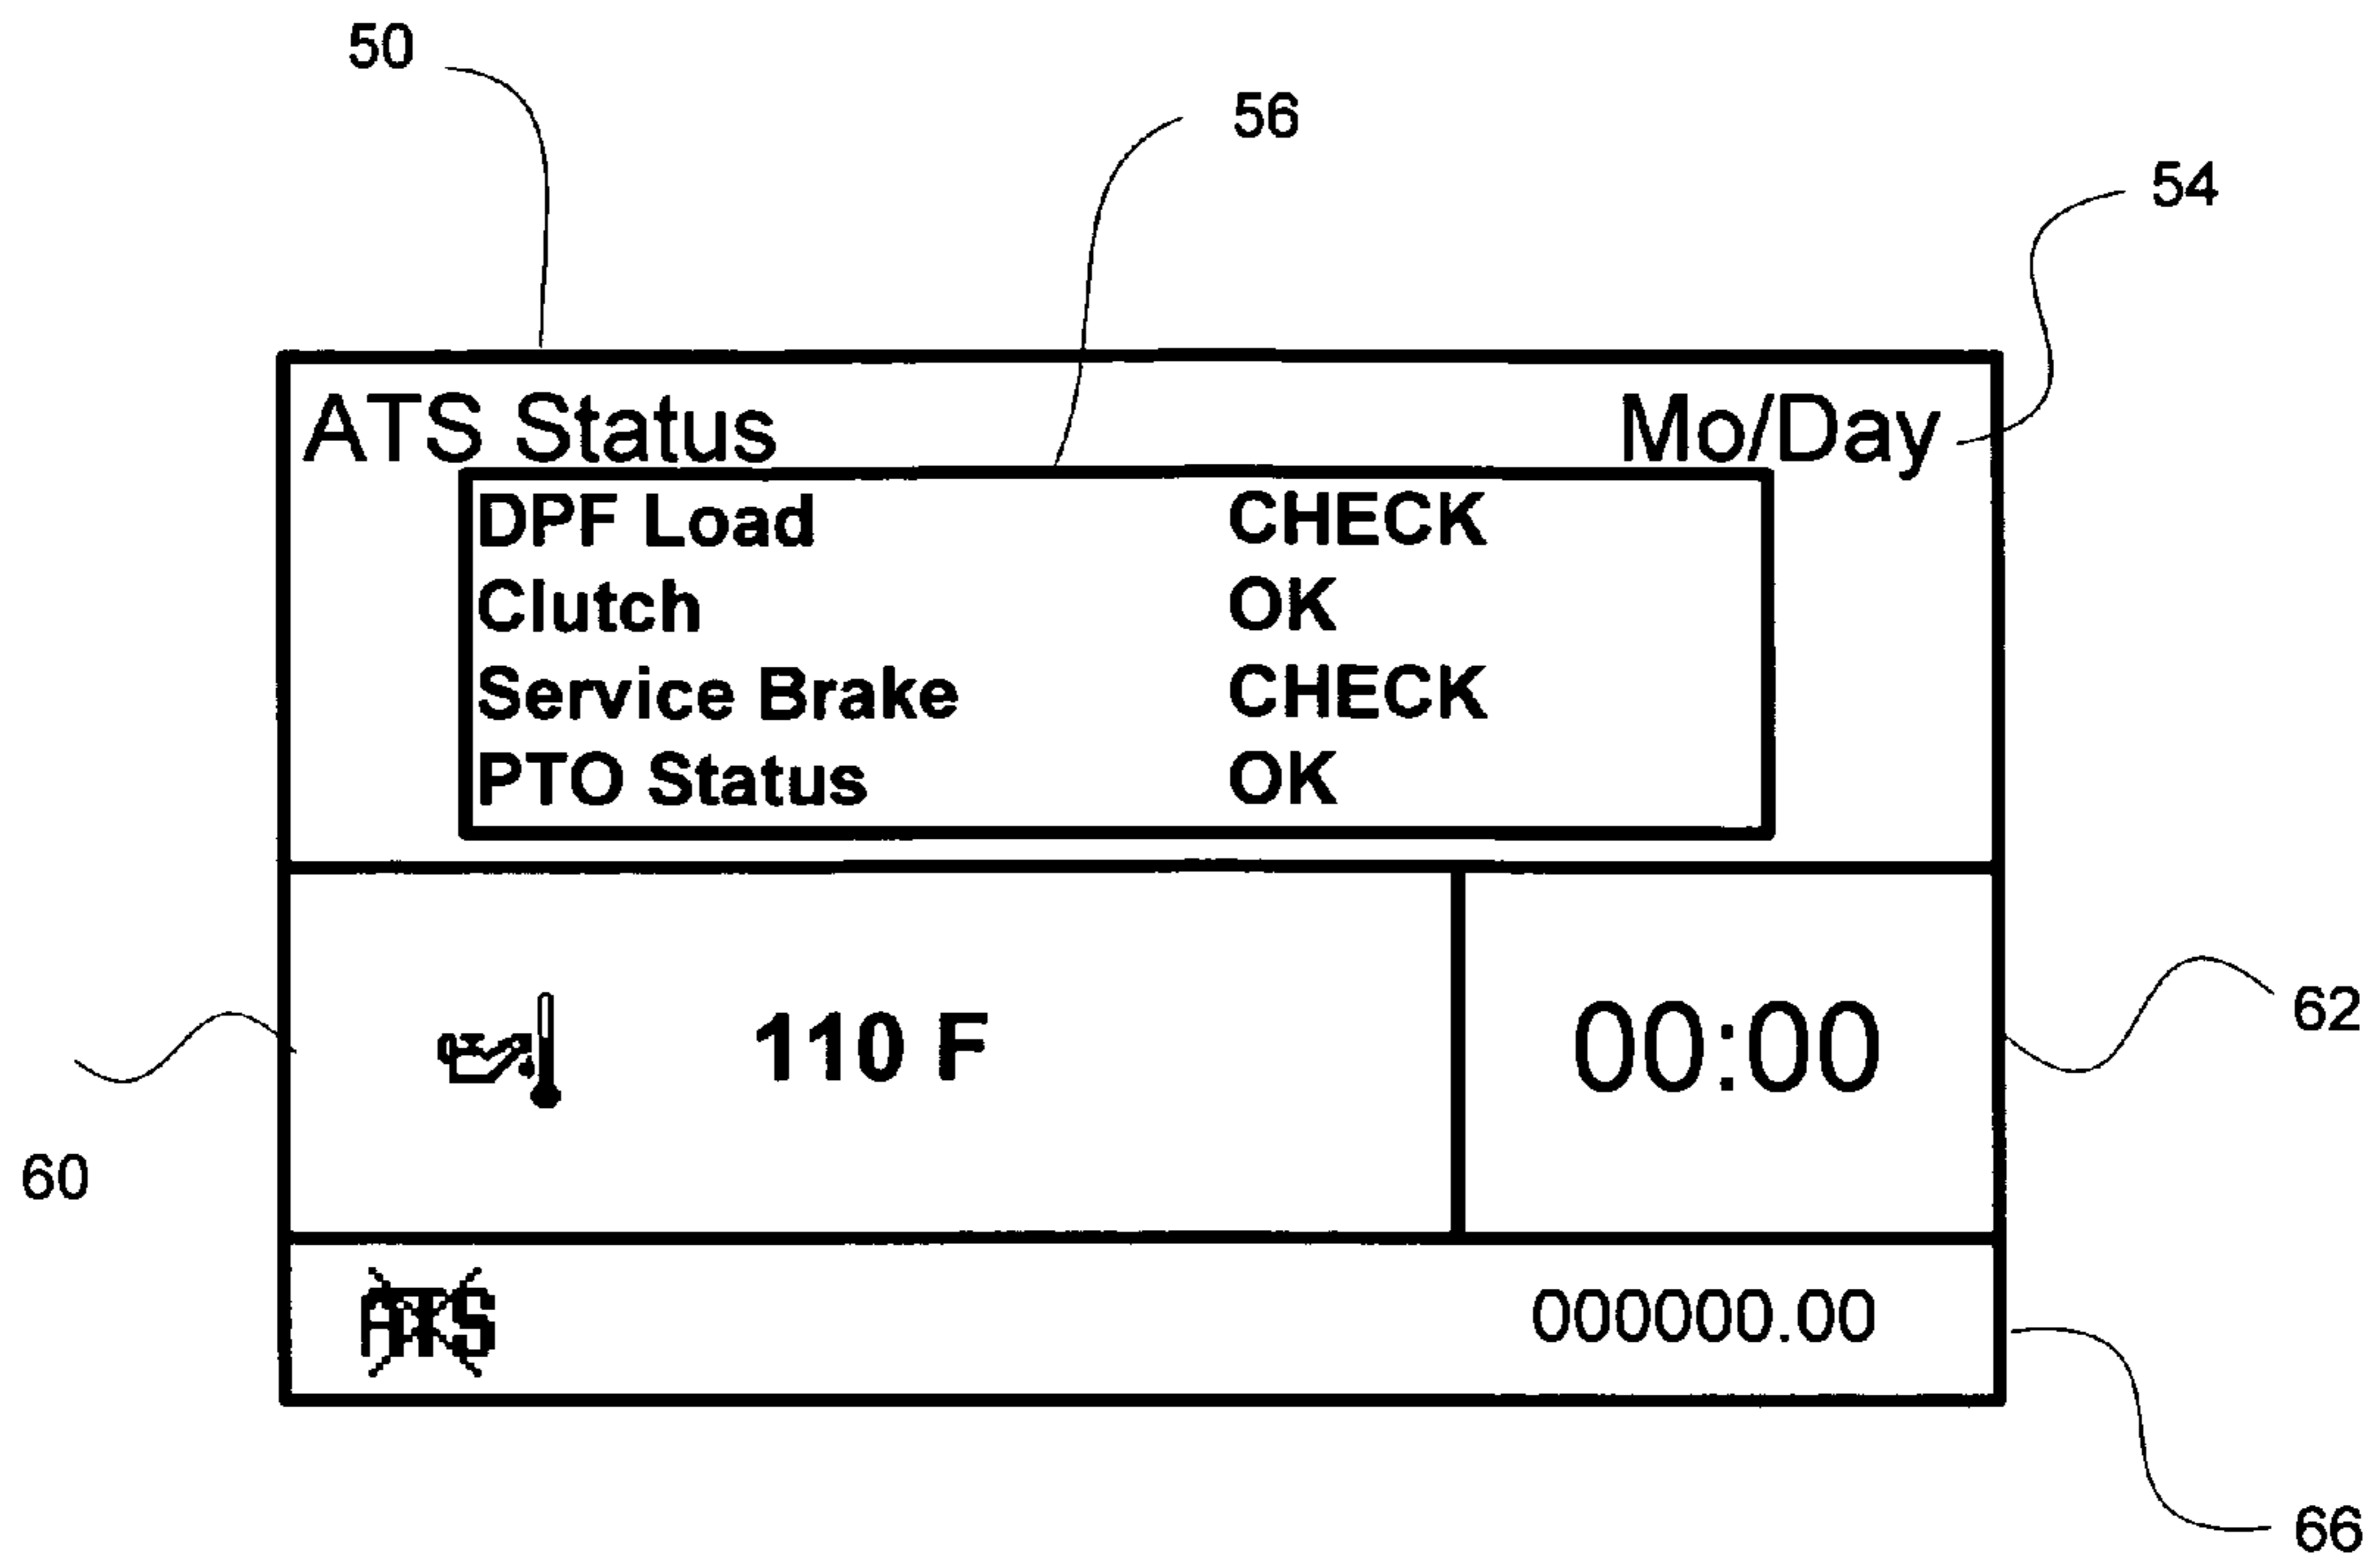 50
56
54
ATS Status Mo/Day
DPF Load CHECK
Clutch OK
Service Brake CHECK
PTO Status OK
110 F 00:00
62
60
ATS 000000.00
66